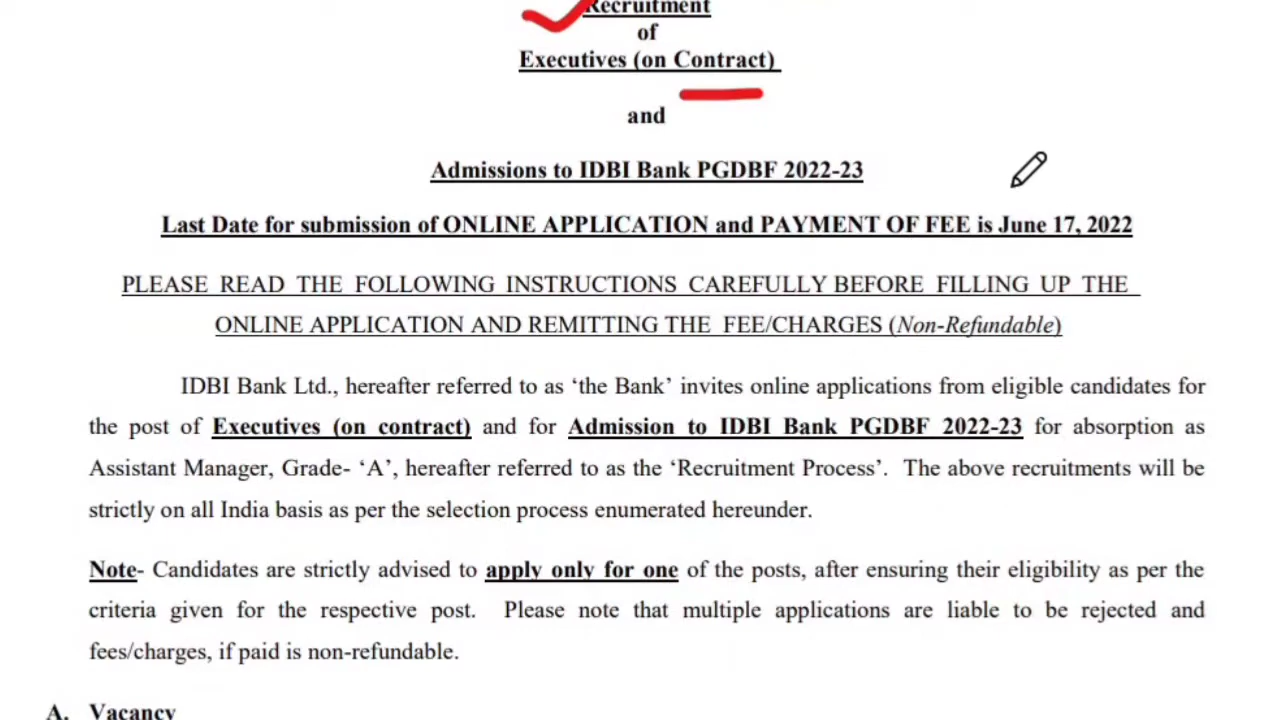 Recruitment
of
Executives (on Contract)
and
Admissions to IDBI Bank PGDBF 2022-23
Last Date for submission of ONLINE APPLICATION and PAYMENT OF FEE is June 17, 2022
PLEASE READ THE FOLLOWING INSTRUCTIONS CAREFULLY BEFORE FILLING UP THE
ONLINE APPLICATION AND REMITTING THE FEE/CHARGES (Non-Refundable)
IDBI Bank Ltd., hereafter referred to as ‘the Bank’ invites online applications from eligible candidates for
the post of Executives (on contract) and for Admission to IDBI Bank PGDBF 2022-23 for absorption as
Assistant Manager, Grade- ‘A’, hereafter referred to as the ‘Recruitment Process’. The above recruitments will be
strictly on all India basis as per the selection process enumerated hereunder.
Note- Candidates are strictly advised to apply only for one of the posts, after ensuring their eligibility as per the
criteria given for the respective post. Please note that multiple applications are liable to be rejected and
fees/charges, if paid is non-refundable.
A. Vacancy